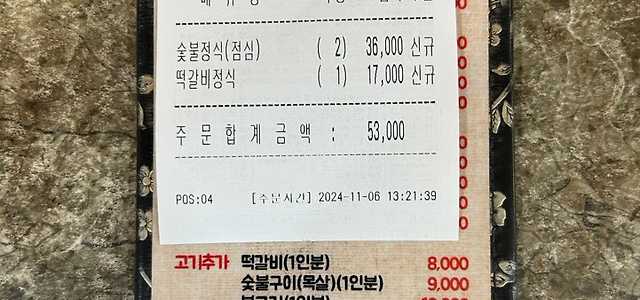 숯불정식(점심) ( 2) 36,000 신규
떡갈비정식 ( 1) 17,000 신규
주 문 합 계 금 액 : 53,000
POS:04 [주문시간] 2024-11-06 13:21:39
고기추가 떡갈비(1인분) 8,000
숯불구이(목살)(1인분) 9,000